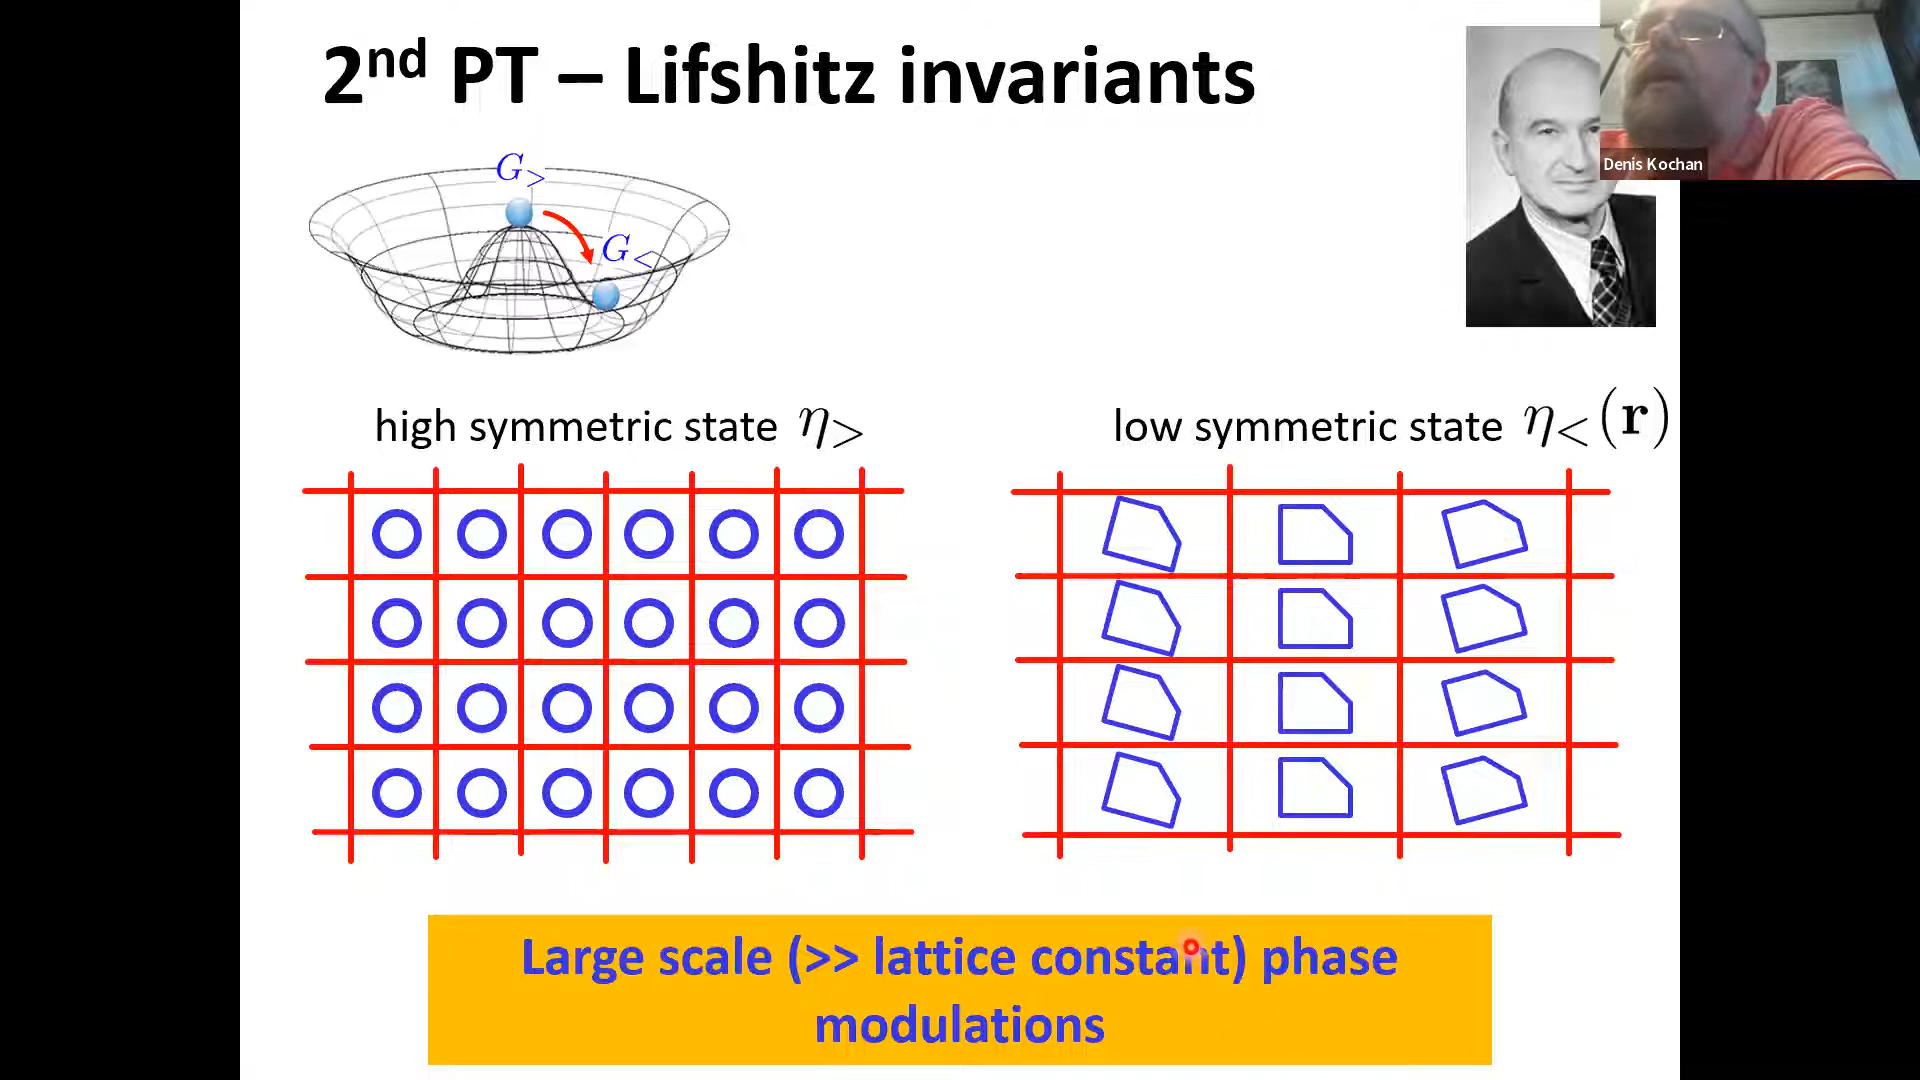 2nd PT – Lifshitz invariants
Denis Kochan
G>
G<
high symmetric state η>
low symmetric state η<(r)
Large scale (>> lattice constant) phase
modulations